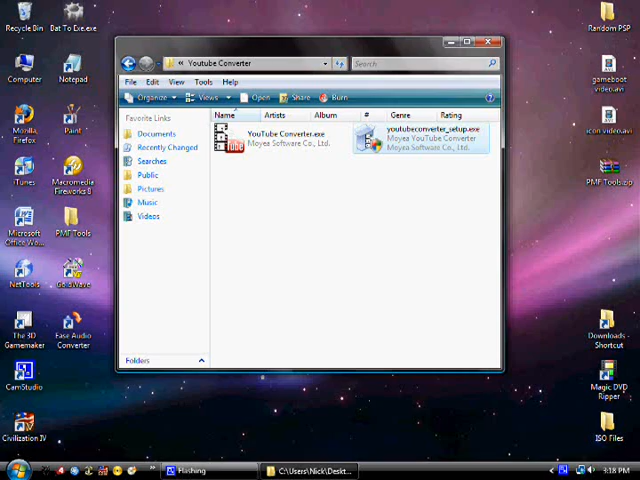 Recycle Bin
Dat To Exe.exe
Random PSP
Youtube Converter
Search
File Edit View Tools Help
Computer
Notepad
gameboot video.avi
Organize Views Open Share Burn
Favorite Links
Name Artists Album # Genre Rating
Documents
Recently Changed
Searches
Public
Pictures
Music
Videos
YouTube Converter.exe
Moyea Software Co., Ltd.
Tube
youtubeconverter_setup.exe
Moyea YouTube Converter
Moyea Software Co., Ltd.
Mozilla Firefox
Paint
icon video.avi
iTunes
Macromedia Fireworks 8
PMF Tools.zip
Microsoft Office Wo...
PMF Tools
NetTools
GoldWave
The 3D Gamemaker
Ease Audio Converter
Downloads - Shortcut
Folders
CamStudio
Magic DVD Ripper
Civilization IV
ISO Files
Flashing
C:\Users\Nick\Deskt...
3:18 PM